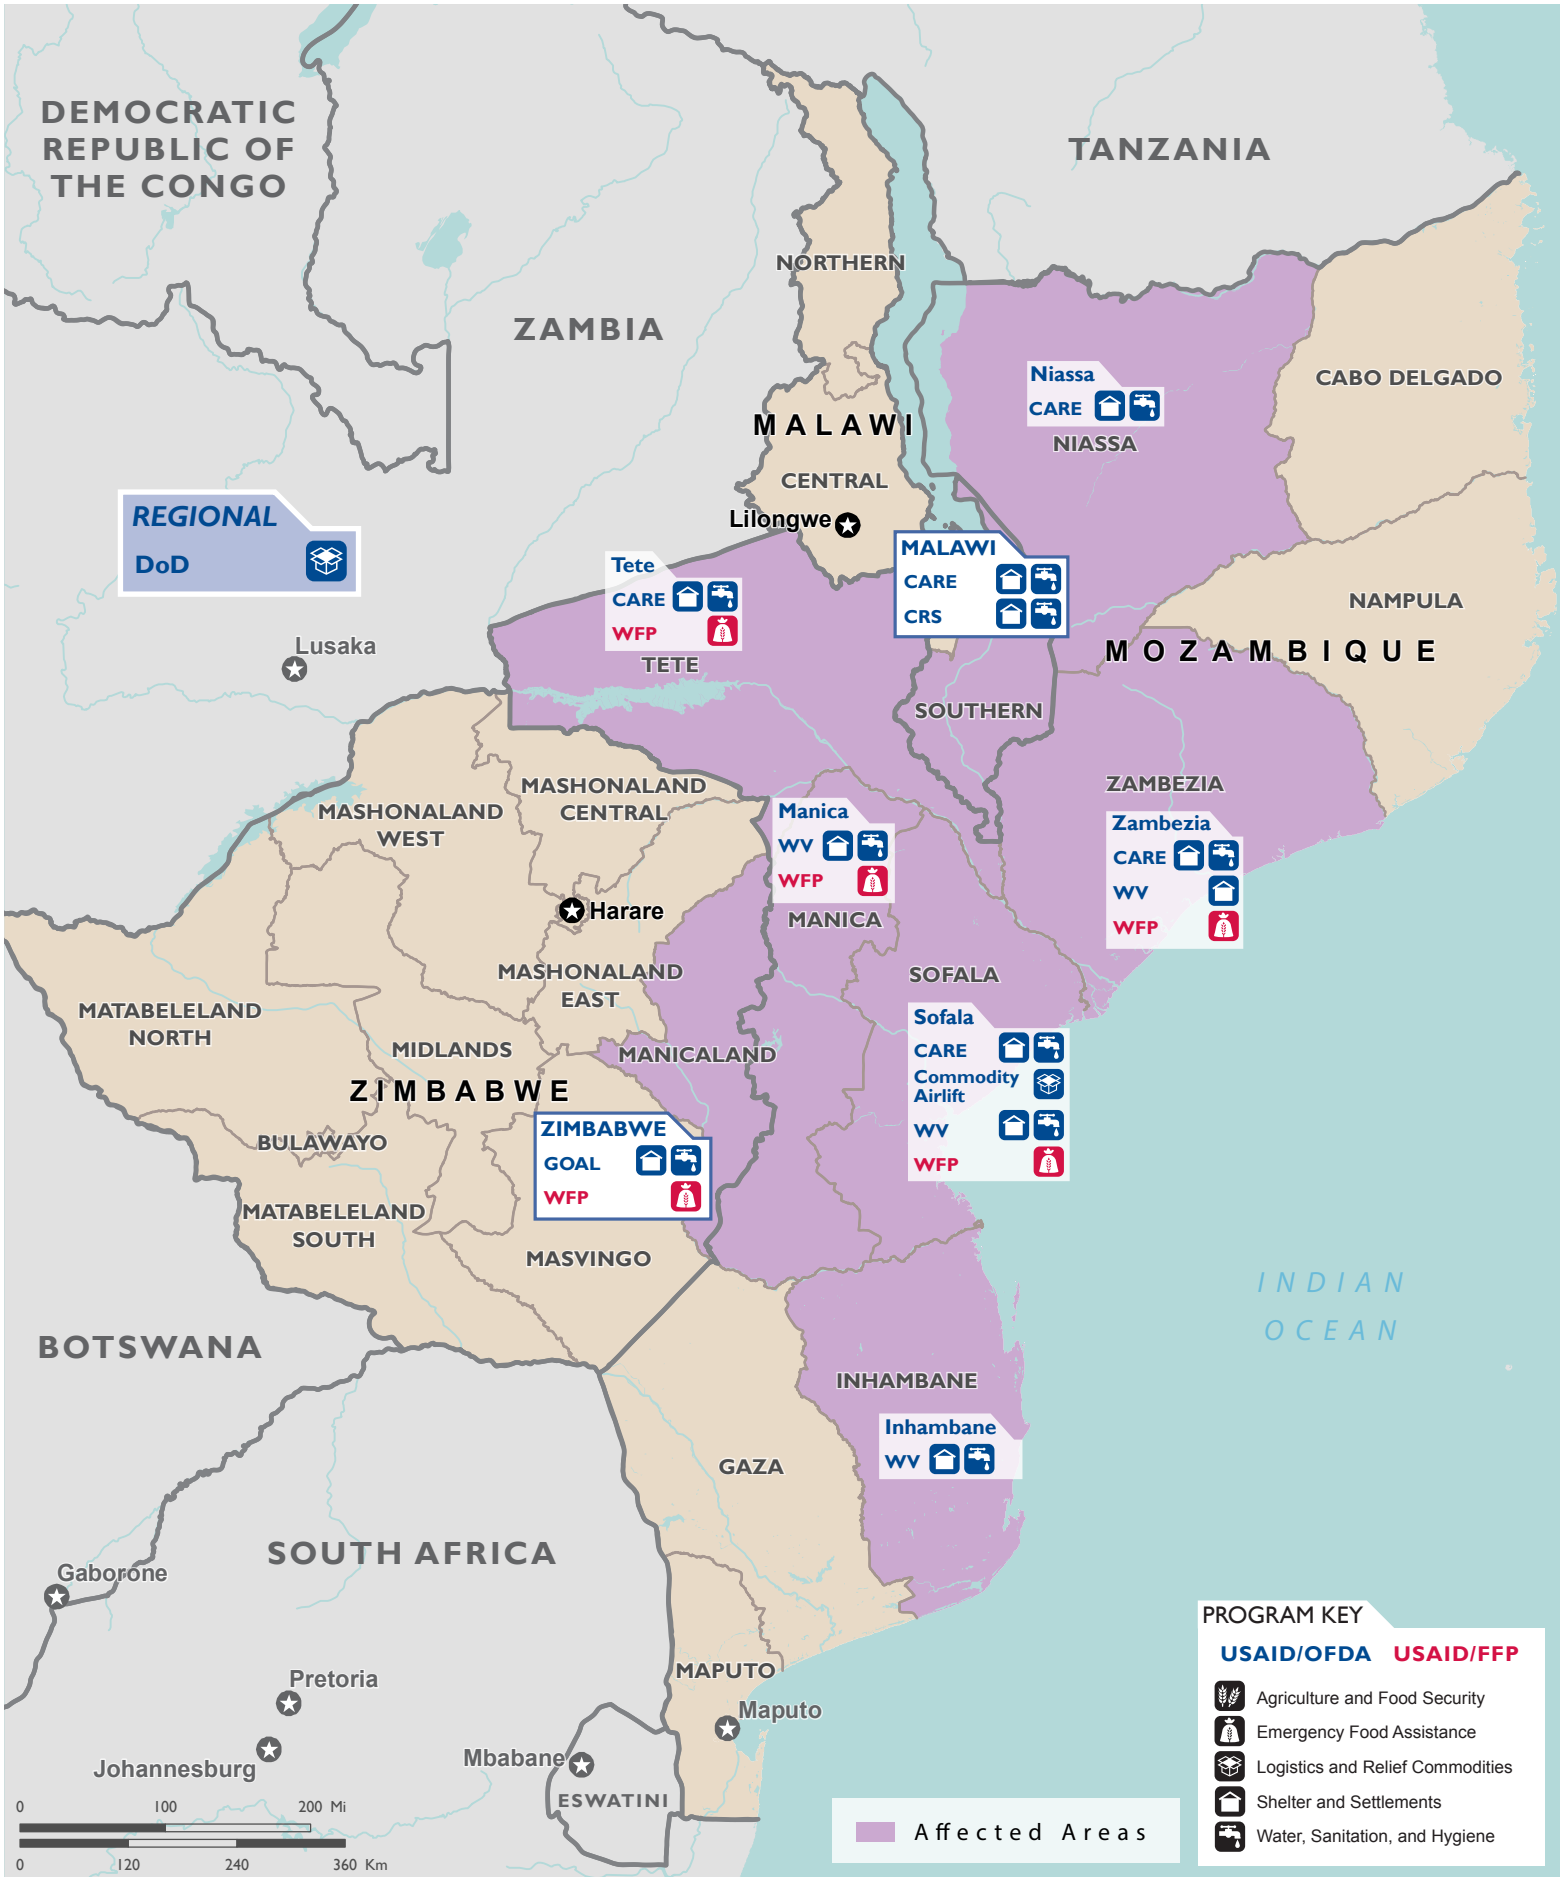 DEMOCRATIC
REPUBLIC OF
THE CONGO
TANZANIA
NORTHERN
ZAMBIA
CABO DELGADO
Niassa
CARE
NIASSA
MALAWI
CENTRAL
Lilongwe
REGIONAL
DoD
MALAWI
CARE
CRS
Tete
CARE
WFP
TETE
NAMPULA
MOZAMBIQUE
Lusaka
SOUTHERN
ZAMBEZIA
Zambezia
CARE
WV
WFP
MASHONALAND
CENTRAL
MASHONALAND
WEST
Manica
WV
WFP
MANICA
Harare
MASHONALAND
EAST
SOFALA
Sofala
CARE
Commodity
Airlift
WV
WFP
MATABELELAND
NORTH
MIDLANDS
MANICALAND
ZIMBABWE
ZIMBABWE
GOAL
WFP
BULAWAYO
MATABELELAND
SOUTH
MASVINGO
INDIAN
OCEAN
BOTSWANA
INHAMBANE
Inhambane
WV
GAZA
SOUTH AFRICA
Gaborone
Pretoria
Johannesburg
MAPUTO
Maputo
Mbabane
ESWATINI
0 100 200 Mi
0 120 240 360 Km
Affected Areas
PROGRAM KEY
USAID/OFDA USAID/FFP
Agriculture and Food Security
Emergency Food Assistance
Logistics and Relief Commodities
Shelter and Settlements
Water, Sanitation, and Hygiene